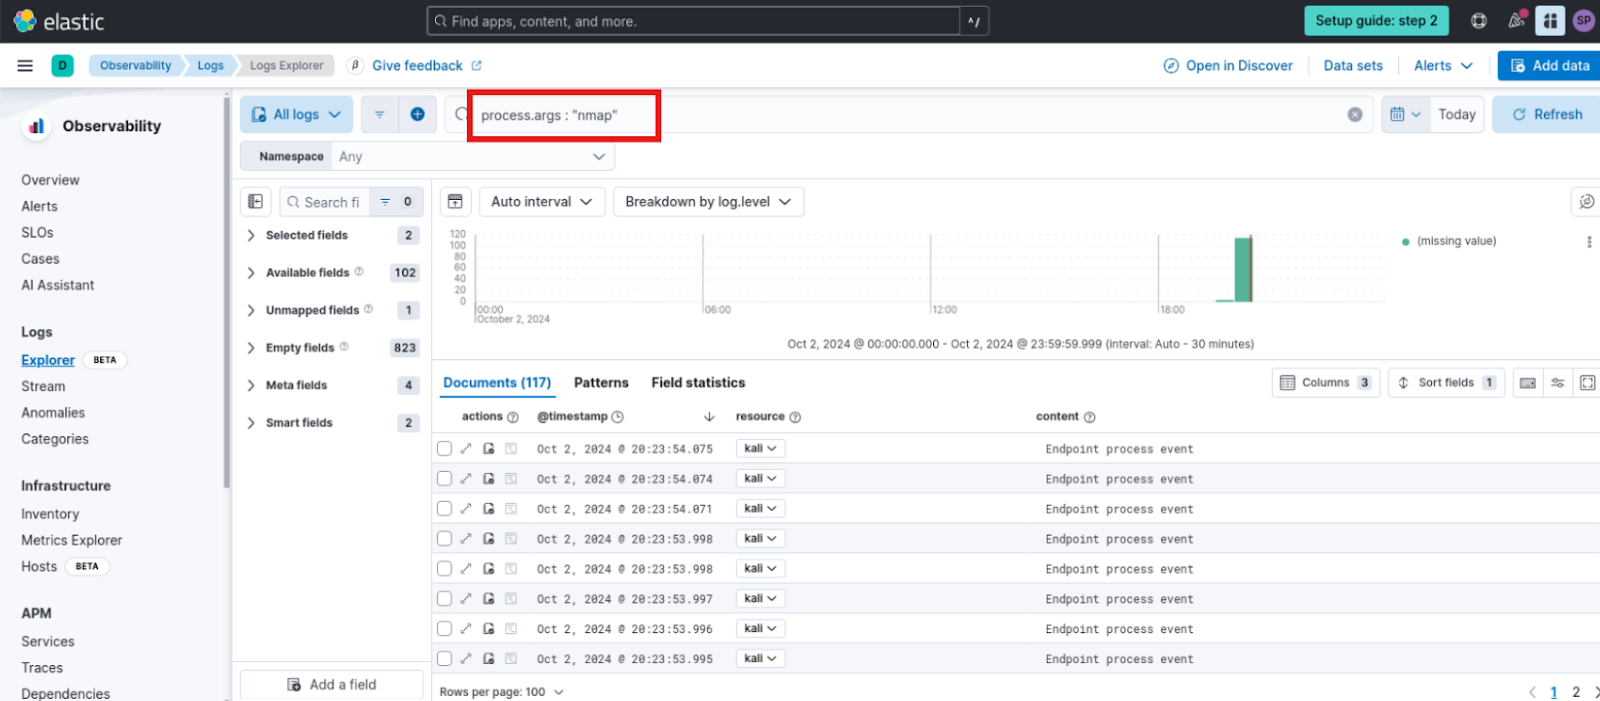 elastic
Find apps, content, and more.
^/
Setup guide: step 2
SP
D
Observability
Logs
Logs Explorer
β
Give feedback
Open in Discover
Data sets
Alerts
Add data
Observability
Overview
Alerts
SLOs
Cases
AI Assistant
Logs
Explorer BETA
Stream
Anomalies
Categories
Infrastructure
Inventory
Metrics Explorer
Hosts BETA
APM
Services
Traces
Dependencies
All logs
process.args : "nmap"
Today
Refresh
Namespace Any
Search fi
0
Selected fields 2
Available fields 102
Unmapped fields 1
Empty fields 823
Meta fields 4
Smart fields 2
Add a field
Auto interval
Breakdown by log.level
120
100
80
60
40
20
0
00:00 06:00 12:00 18:00
October 2, 2024
(missing value)
Oct 2, 2024 @ 00:00:00.000 - Oct 2, 2024 @ 23:59:59.999 (interval: Auto - 30 minutes)
Documents (117) Patterns Field statistics
Columns 3
Sort fields 1
actions @timestamp resource content
Oct 2, 2024 @ 20:23:54.075 kali Endpoint process event
Oct 2, 2024 @ 20:23:54.074 kali Endpoint process event
Oct 2, 2024 @ 20:23:54.071 kali Endpoint process event
Oct 2, 2024 @ 20:23:53.998 kali Endpoint process event
Oct 2, 2024 @ 20:23:53.998 kali Endpoint process event
Oct 2, 2024 @ 20:23:53.997 kali Endpoint process event
Oct 2, 2024 @ 20:23:53.996 kali Endpoint process event
Oct 2, 2024 @ 20:23:53.995 kali Endpoint process event
Rows per page: 100
1 2